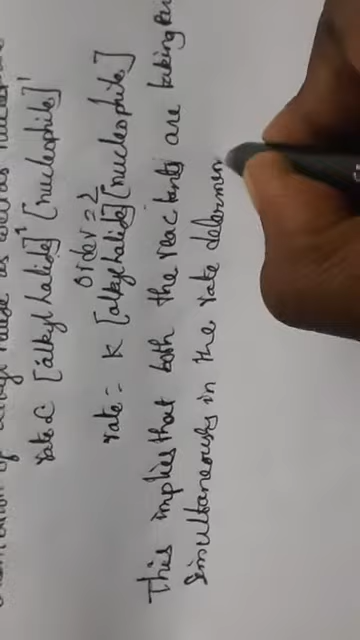 rate ∝ [alkyl halide]¹ [nucleophile]¹
Order = 2
rate = K [alkyl halide] [nucleophile]
This implies that both the reactants are taking
Simultaneously in the rate determin